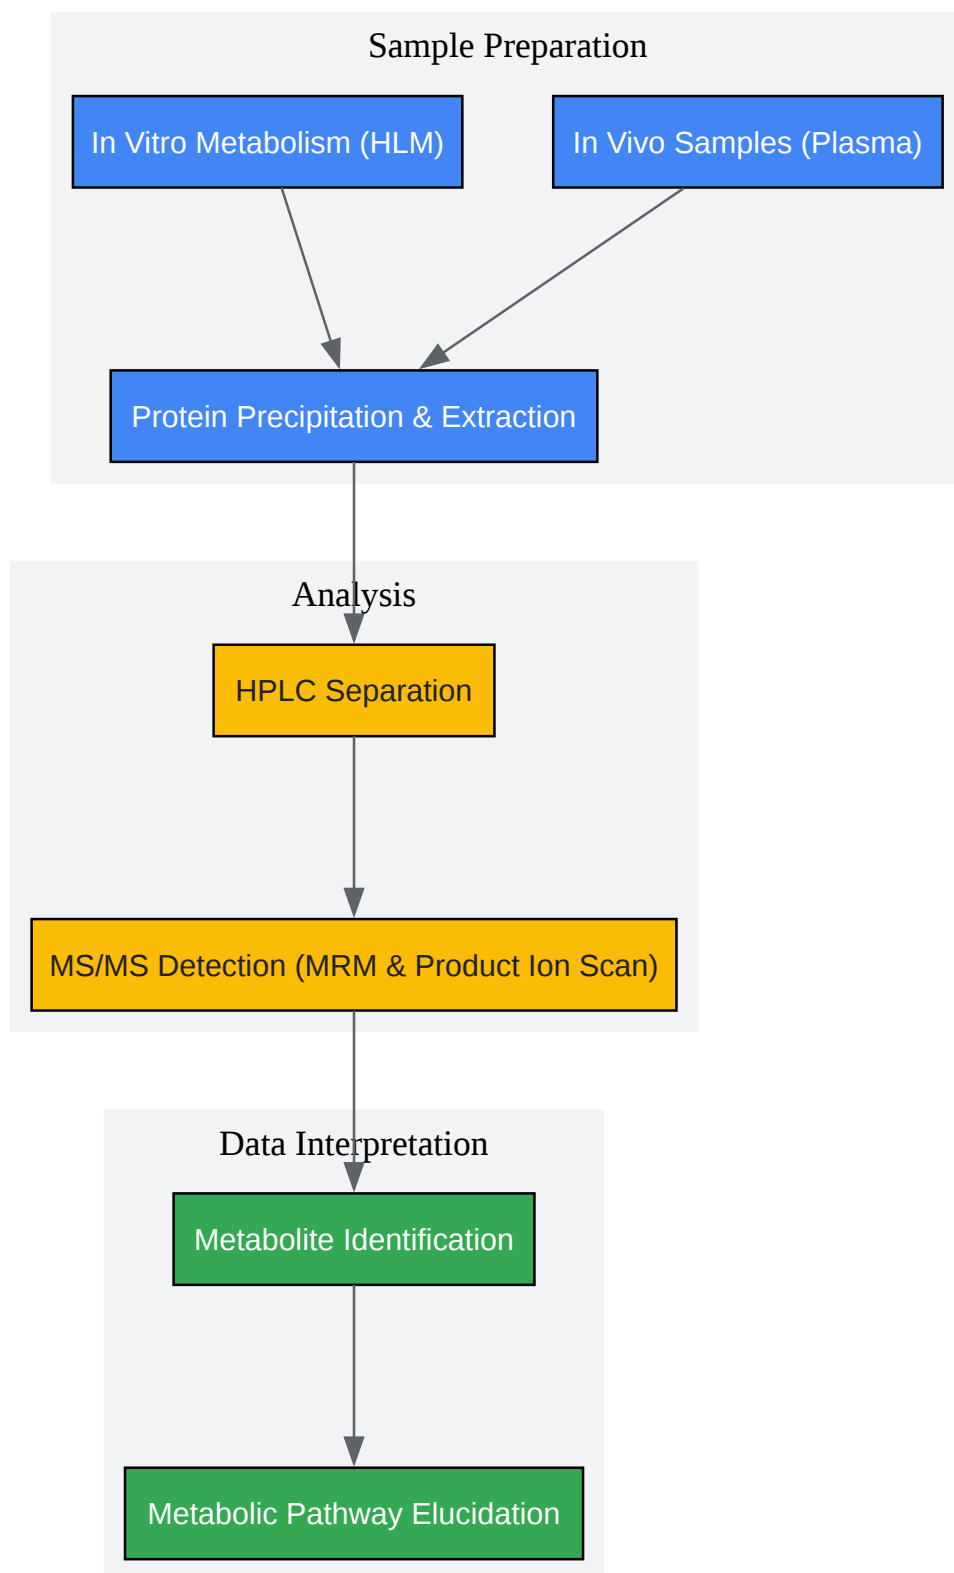 Sample Preparation
In Vitro Metabolism (HLM)
In Vivo Samples (Plasma)
Protein Precipitation & Extraction
Analysis
HPLC Separation
MS/MS Detection (MRM & Product Ion Scan)
Data Interpretation
Metabolite Identification
Metabolic Pathway Elucidation